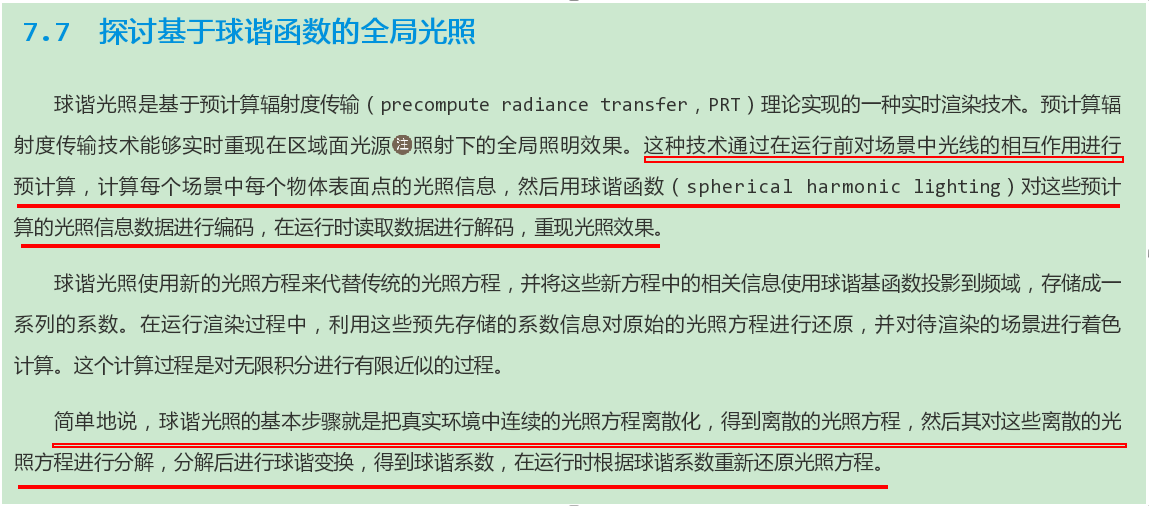 7.7 探讨基于球谐函数的全局光照
球谐光照是基于预计算辐射度传输（precompute radiance transfer，PRT）理论实现的一种实时渲染技术。预计算辐
射度传输技术能够实时重现在区域面光源注照射下的全局照明效果。这种技术通过在运行前对场景中光线的相互作用进行
预计算，计算每个场景中每个物体表面点的光照信息，然后用球谐函数（spherical harmonic lighting）对这些预计
算的光照信息数据进行编码，在运行时读取数据进行解码，重现光照效果。
球谐光照使用新的光照方程来代替传统的光照方程，并将这些新方程中的相关信息使用球谐基函数投影到频域，存储成一
系列的系数。在运行渲染过程中，利用这些预先存储的系数信息对原始的光照方程进行还原，并对待渲染的场景进行着色
计算。这个计算过程是对无限积分进行有限近似的过程。
简单地说，球谐光照的基本步骤就是把真实环境中连续的光照方程离散化，得到离散的光照方程，然后其对这些离散的光
照方程进行分解，分解后进行球谐变换，得到球谐系数，在运行时根据球谐系数重新还原光照方程。